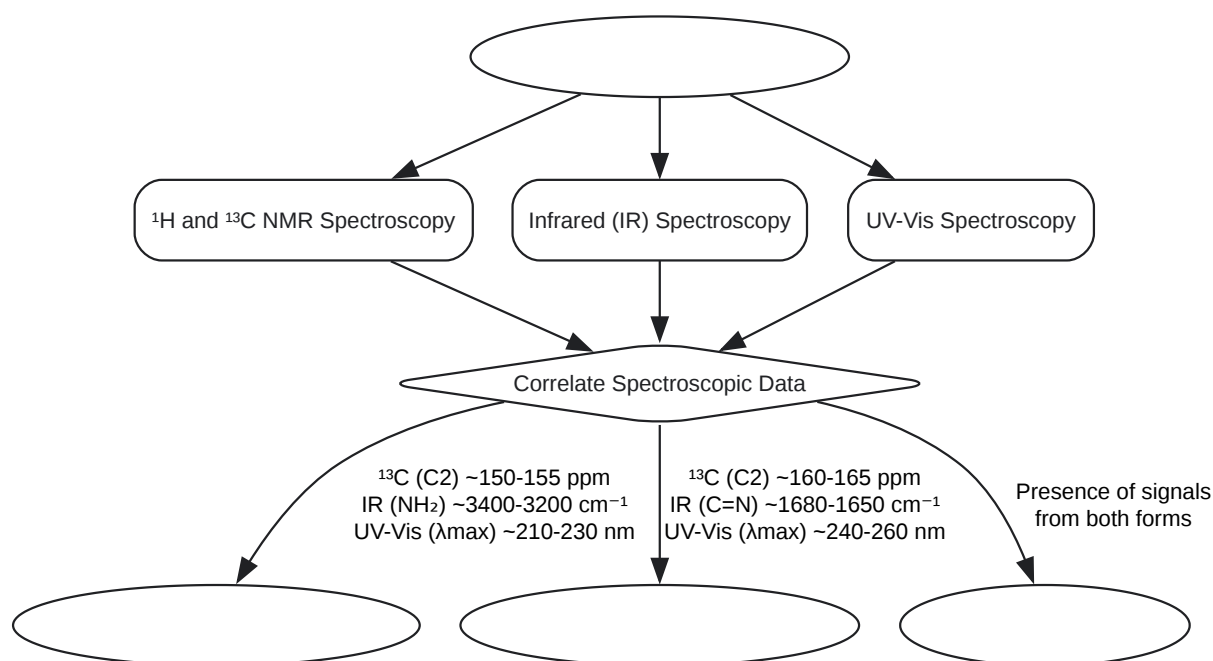 ¹H and ¹³C NMR Spectroscopy
Infrared (IR) Spectroscopy
UV-Vis Spectroscopy
Correlate Spectroscopic Data
¹³C (C2) ~150-155 ppm
IR (NH₂) ~3400-3200 cm⁻¹
UV-Vis (λmax) ~210-230 nm
¹³C (C2) ~160-165 ppm
IR (C=N) ~1680-1650 cm⁻¹
UV-Vis (λmax) ~240-260 nm
Presence of signals
from both forms